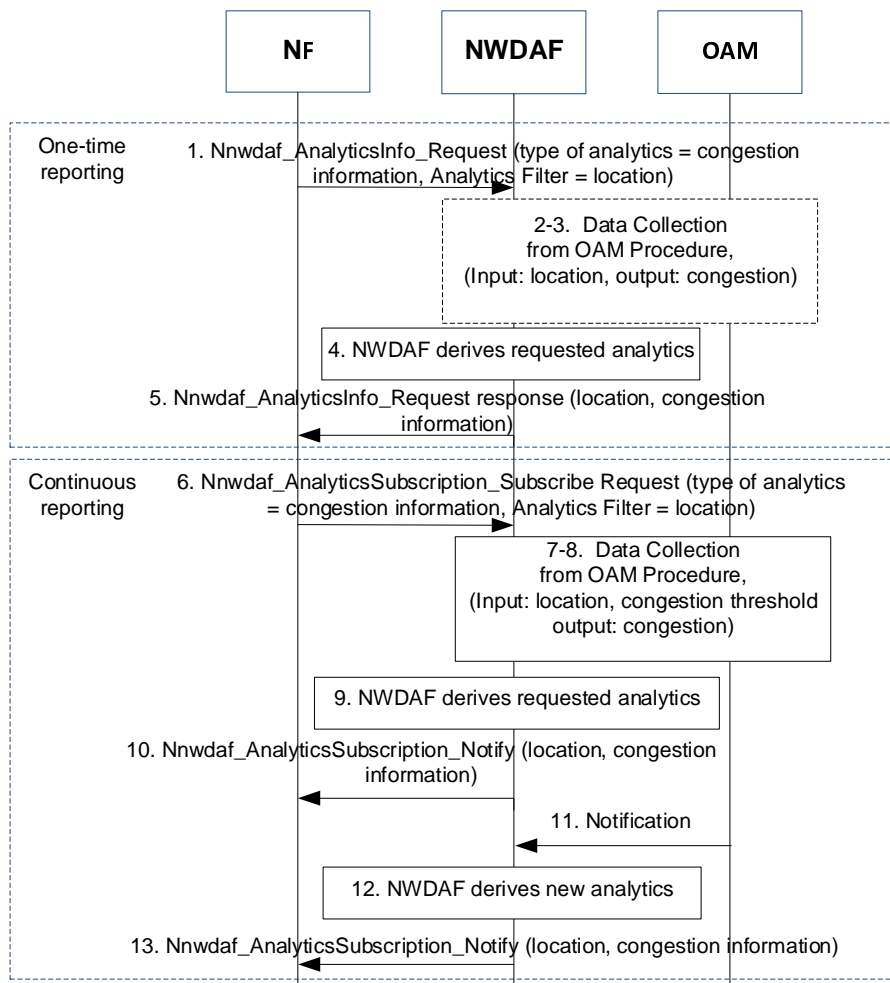 NF
NWDAF
OAM
One-time
reporting
1. Nnwdaf_AnalyticsInfo_Request (type of analytics = congestion
information, Analytics Filter = location)
2-3. Data Collection
from OAM Procedure,
(Input: location, output: congestion)
4. NWDAF derives requested analytics
5. Nnwdaf_AnalyticsInfo_Request response (location, congestion
information)
Continuous
reporting
6. Nnwdaf_AnalyticsSubscription_Subscribe Request (type of analytics
= congestion information, Analytics Filter = location)
7-8. Data Collection
from OAM Procedure,
(Input: location, congestion threshold
output: congestion)
9. NWDAF derives requested analytics
10. Nnwdaf_AnalyticsSubscription_Notify (location, congestion
information)
11. Notification
12. NWDAF derives new analytics
13. Nnwdaf_AnalyticsSubscription_Notify (location, congestion information)